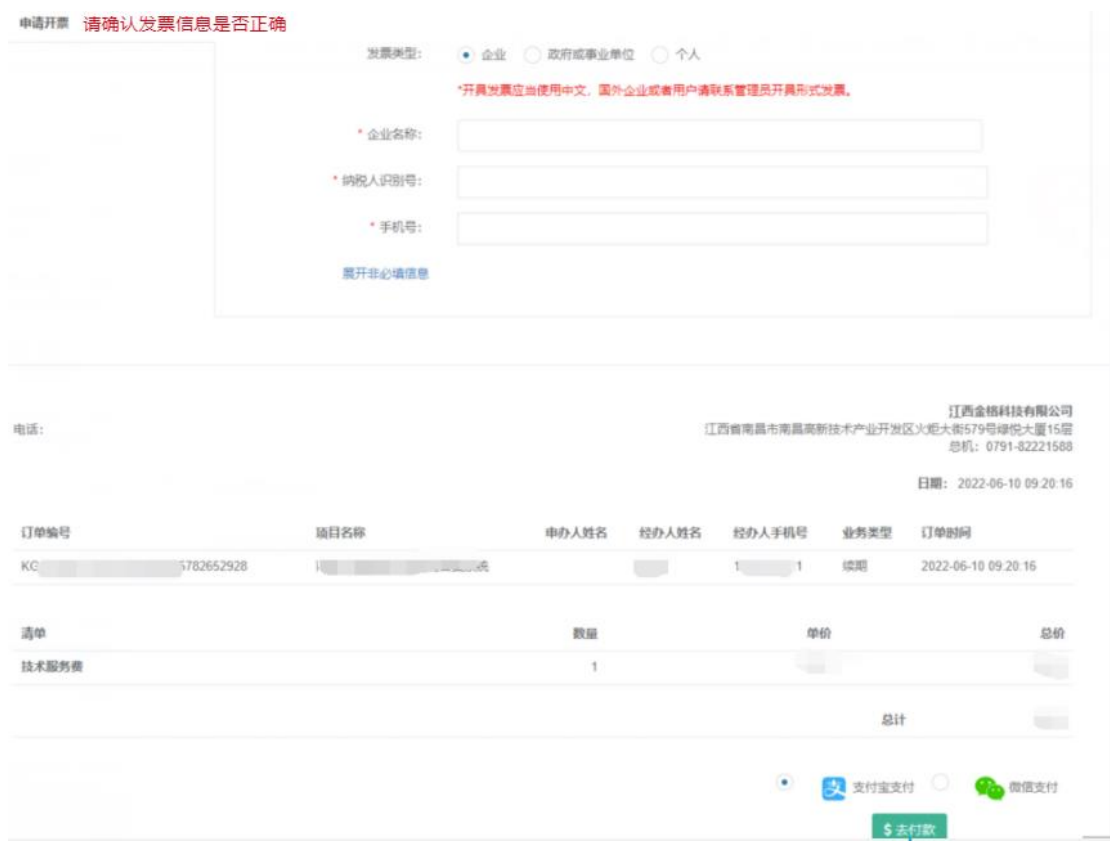 申请开票 请确认发票信息是否正确
发票类型： 企业 政府或事业单位 个人
*开具发票应当使用中文，国外企业或者用户请联系管理员开具形式发票。
* 企业名称：
* 纳税人识别号：
* 手机号：
展开非必填信息
江西金格科技有限公司
电话： 江西省南昌市南昌高新技术产业开发区火炬大街579号绿悦大厦15层
总机： 0791-82221588
日期： 2022-06-10 09:20:16
订单编号 项目名称 申办人姓名 经办人姓名 经办人手机号 业务类型 订单时间
KG 5782652928 统 1 1 续期 2022-06-10 09:20:16
清单 数量 单价 总价
技术服务费 1
总计
支 支付宝支付 微信支付
$ 去付款